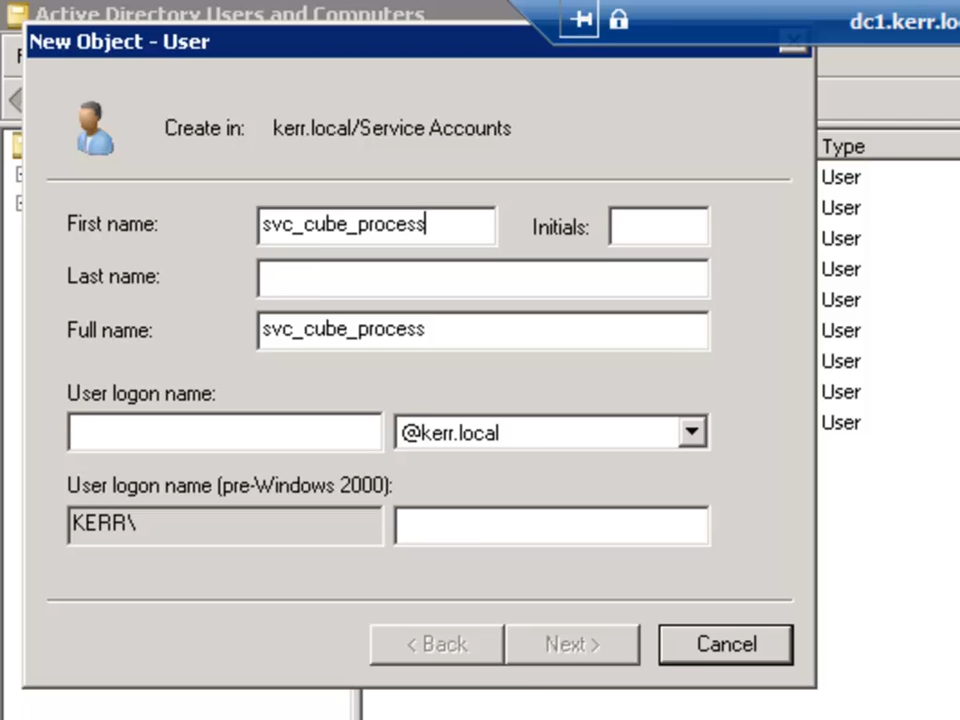 Active Directory Users and Computers
dc1.kerr.lo
New Object - User
Create in: kerr.local/Service Accounts
Type
User
User
User
User
User
User
User
User
User
First name: svc_cube_process Initials:
Last name:
Full name: svc_cube_process
User logon name:
@kerr.local
User logon name (pre-Windows 2000):
KERR\
< Back Next > Cancel